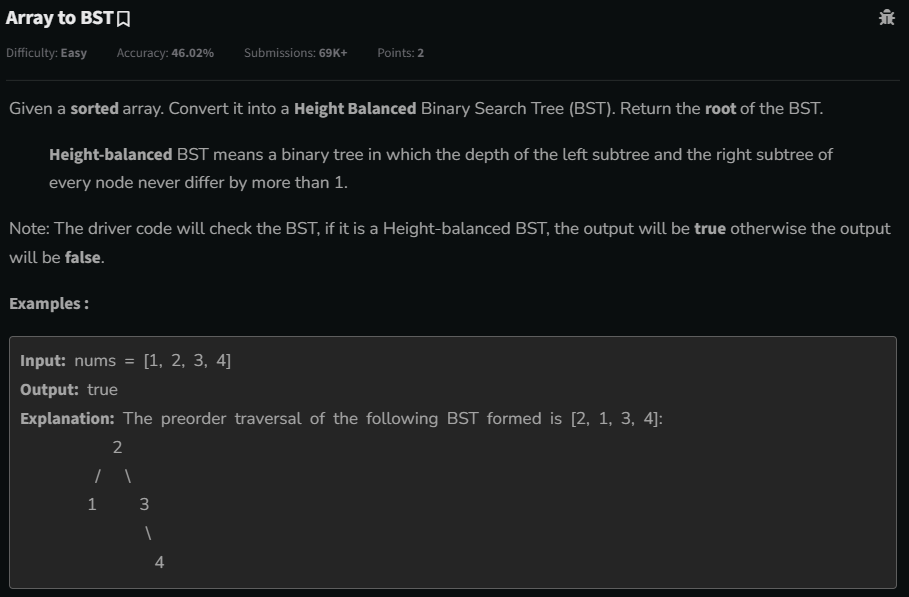 Array to BST
Difficulty: Easy Accuracy: 46.02% Submissions: 69K+ Points: 2
Given a sorted array. Convert it into a Height Balanced Binary Search Tree (BST). Return the root of the BST.
Height-balanced BST means a binary tree in which the depth of the left subtree and the right subtree of
every node never differ by more than 1.
Note: The driver code will check the BST, if it is a Height-balanced BST, the output will be true otherwise the output
will be false.
Examples :
Input: nums = [1, 2, 3, 4]
Output: true
Explanation: The preorder traversal of the following BST formed is [2, 1, 3, 4]:
2
/ \
1 3
\
4